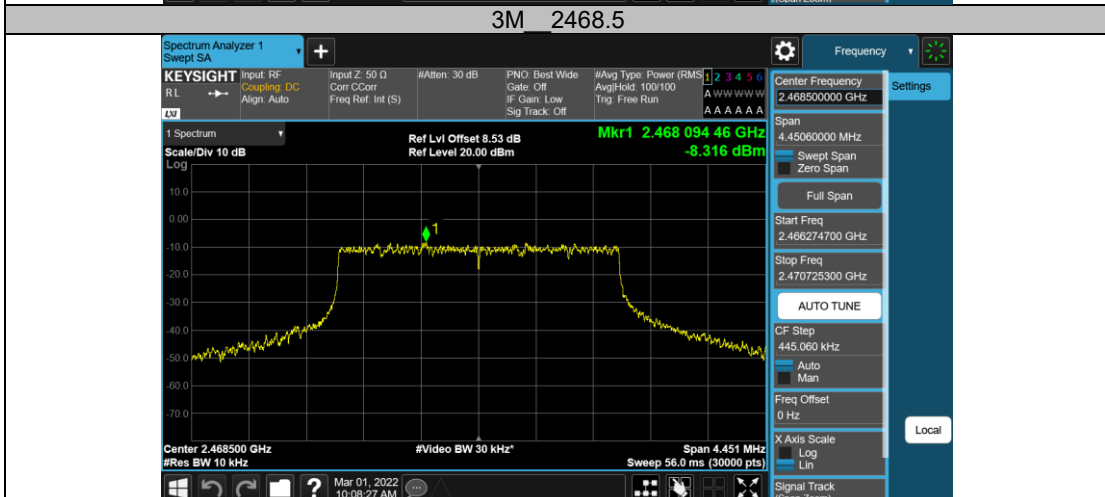 3M__2468.5
Spectrum Analyzer 1
Swept SA
Frequency
KEYSIGHT
R L
LXI
Input: RF
Coupling: DC
Align: Auto
Input Z: 50 Ω
Corr CCorr
Freq Ref: Int (S)
#Atten: 30 dB
PNO: Best Wide
Gate: Off
IF Gain: Low
Sig Track: Off
#Avg Type: Power (RMS
Avg|Hold: 100/100
Trig: Free Run
1 2 3 4 5 6
A W W W W W
A A A A A A
1 Spectrum
Scale/Div 10 dB
Ref Lvl Offset 8.53 dB
Ref Level 20.00 dBm
Mkr1 2.468 094 46 GHz
-8.316 dBm
Log
10.0
0.00
-10.0
-20.0
-30.0
-40.0
-50.0
-60.0
-70.0
1
Center 2.468500 GHz
#Res BW 10 kHz
#Video BW 30 kHz*
Span 4.451 MHz
Sweep 56.0 ms (30000 pts)
Center Frequency
2.468500000 GHz
Settings
Span
4.45060000 MHz
Swept Span
Zero Span
Full Span
Start Freq
2.466274700 GHz
Stop Freq
2.470725300 GHz
AUTO TUNE
CF Step
445.060 kHz
Auto
Man
Freq Offset
0 Hz
X Axis Scale
Log
Lin
Local
Signal Track
?
Mar 01, 2022
10:08:27 AM